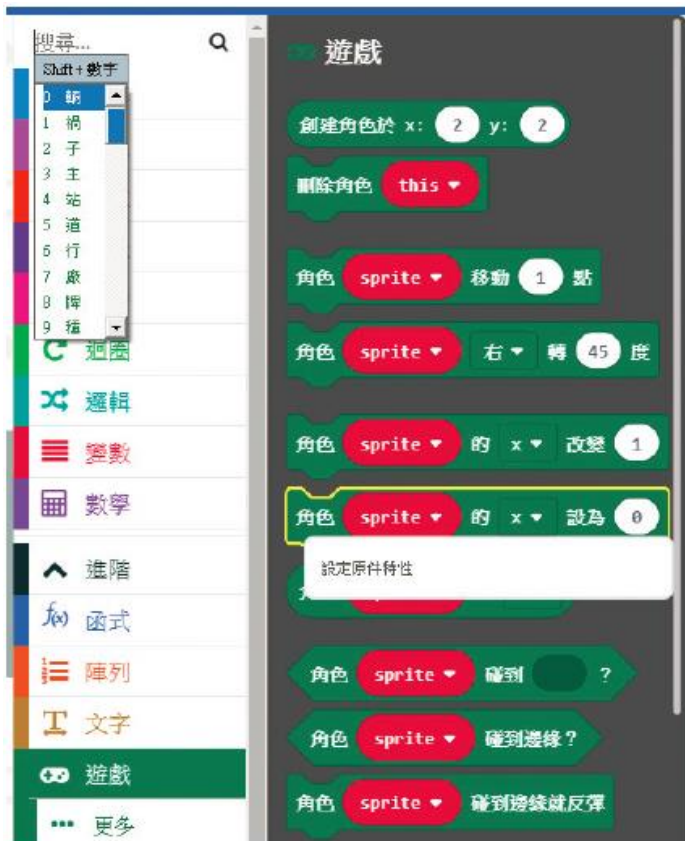 搜尋...
Shift+數字
0 輛
1 禍
2 子
3 主
4 站
5 道
6 行
7 廠
8 牌
9 種
迴圈
邏輯
變數
數學
進階
f(x) 函式
陣列
T 文字
遊戲
更多
遊戲
創建角色於 x: 2 y: 2
刪除角色 this
角色 sprite 移動 1 點
角色 sprite 右 轉 45 度
角色 sprite 的 x 改變 1
角色 sprite 的 x 設為 0
設定原件特性
角色 sprite 碰到 ?
角色 sprite 碰到邊緣?
角色 sprite 碰到邊緣就反彈